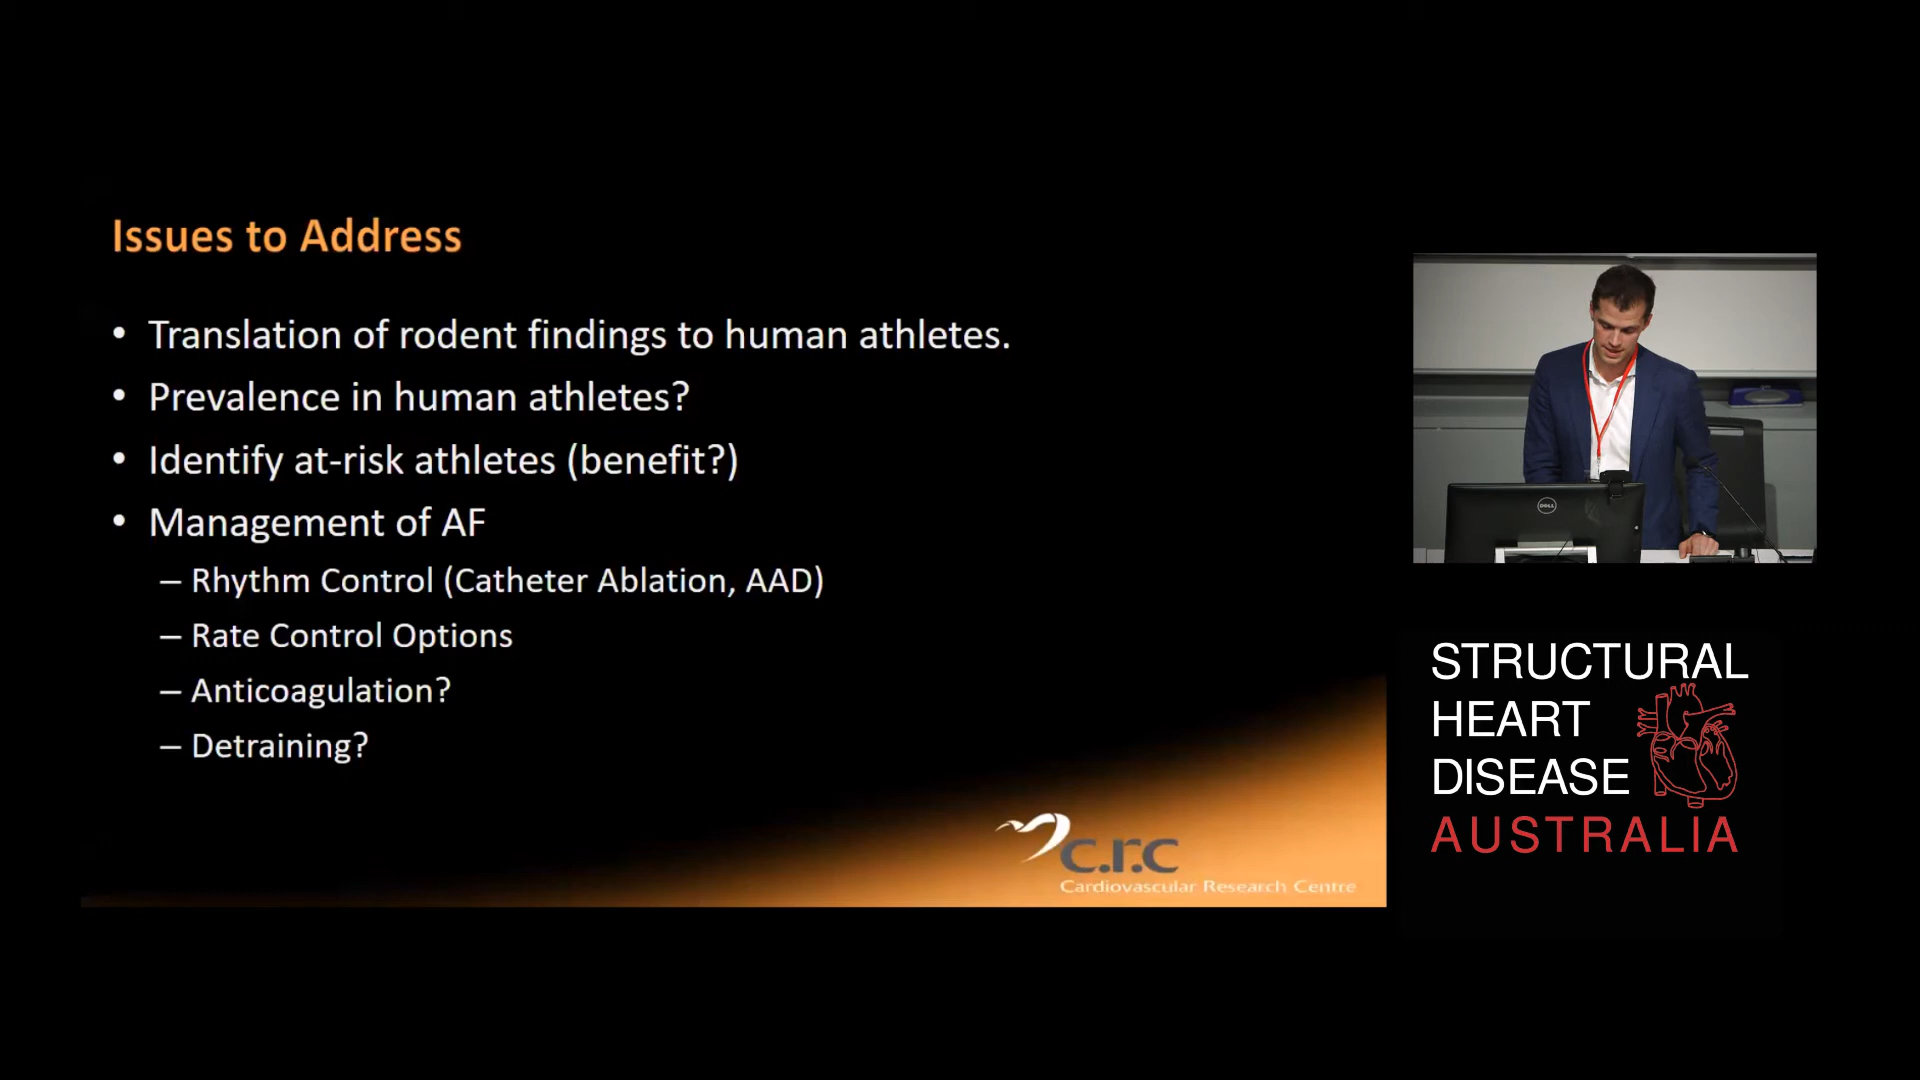 Issues to Address
• Translation of rodent findings to human athletes.
• Prevalence in human athletes?
• Identify at-risk athletes (benefit?)
• Management of AF
– Rhythm Control (Catheter Ablation, AAD)
– Rate Control Options
– Anticoagulation?
– Detraining?
c.r.c
Cardiovascular Research Centre
DELL
STRUCTURAL
HEART
DISEASE
AUSTRALIA